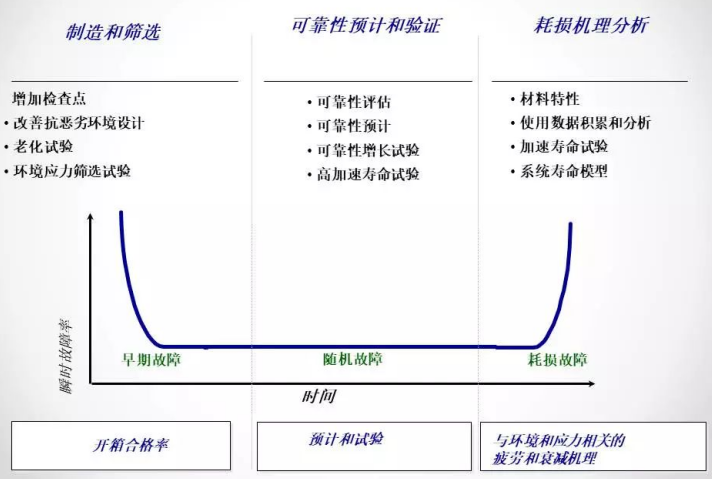 制造和筛选
增加检查点
•改善抗恶劣环境设计
•老化试验
•环境应力筛选试验
可靠性预计和验证
•可靠性评估
•可靠性预计
•可靠性增长试验
•高加速寿命试验
耗损机理分析
•材料特性
•使用数据积累和分析
•加速寿命试验
•系统寿命模型
瞬时故障率
早期故障
随机故障
耗损故障
时间
开箱合格率
预计和试验
与环境和应力相关的
疲劳和衰减机理